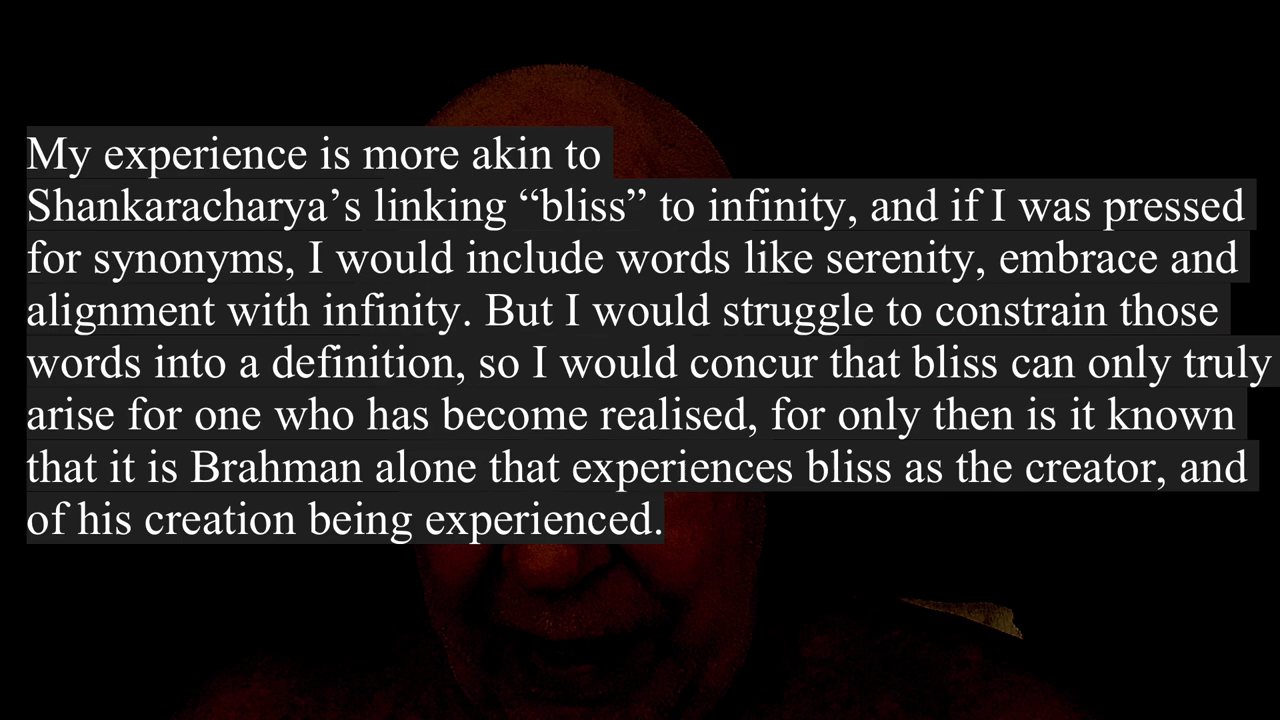 My experience is more akin to
Shankaracharya’s linking “bliss” to infinity, and if I was pressed
for synonyms, I would include words like serenity, embrace and
alignment with infinity. But I would struggle to constrain those
words into a definition, so I would concur that bliss can only truly
arise for one who has become realised, for only then is it known
that it is Brahman alone that experiences bliss as the creator, and
of his creation being experienced.